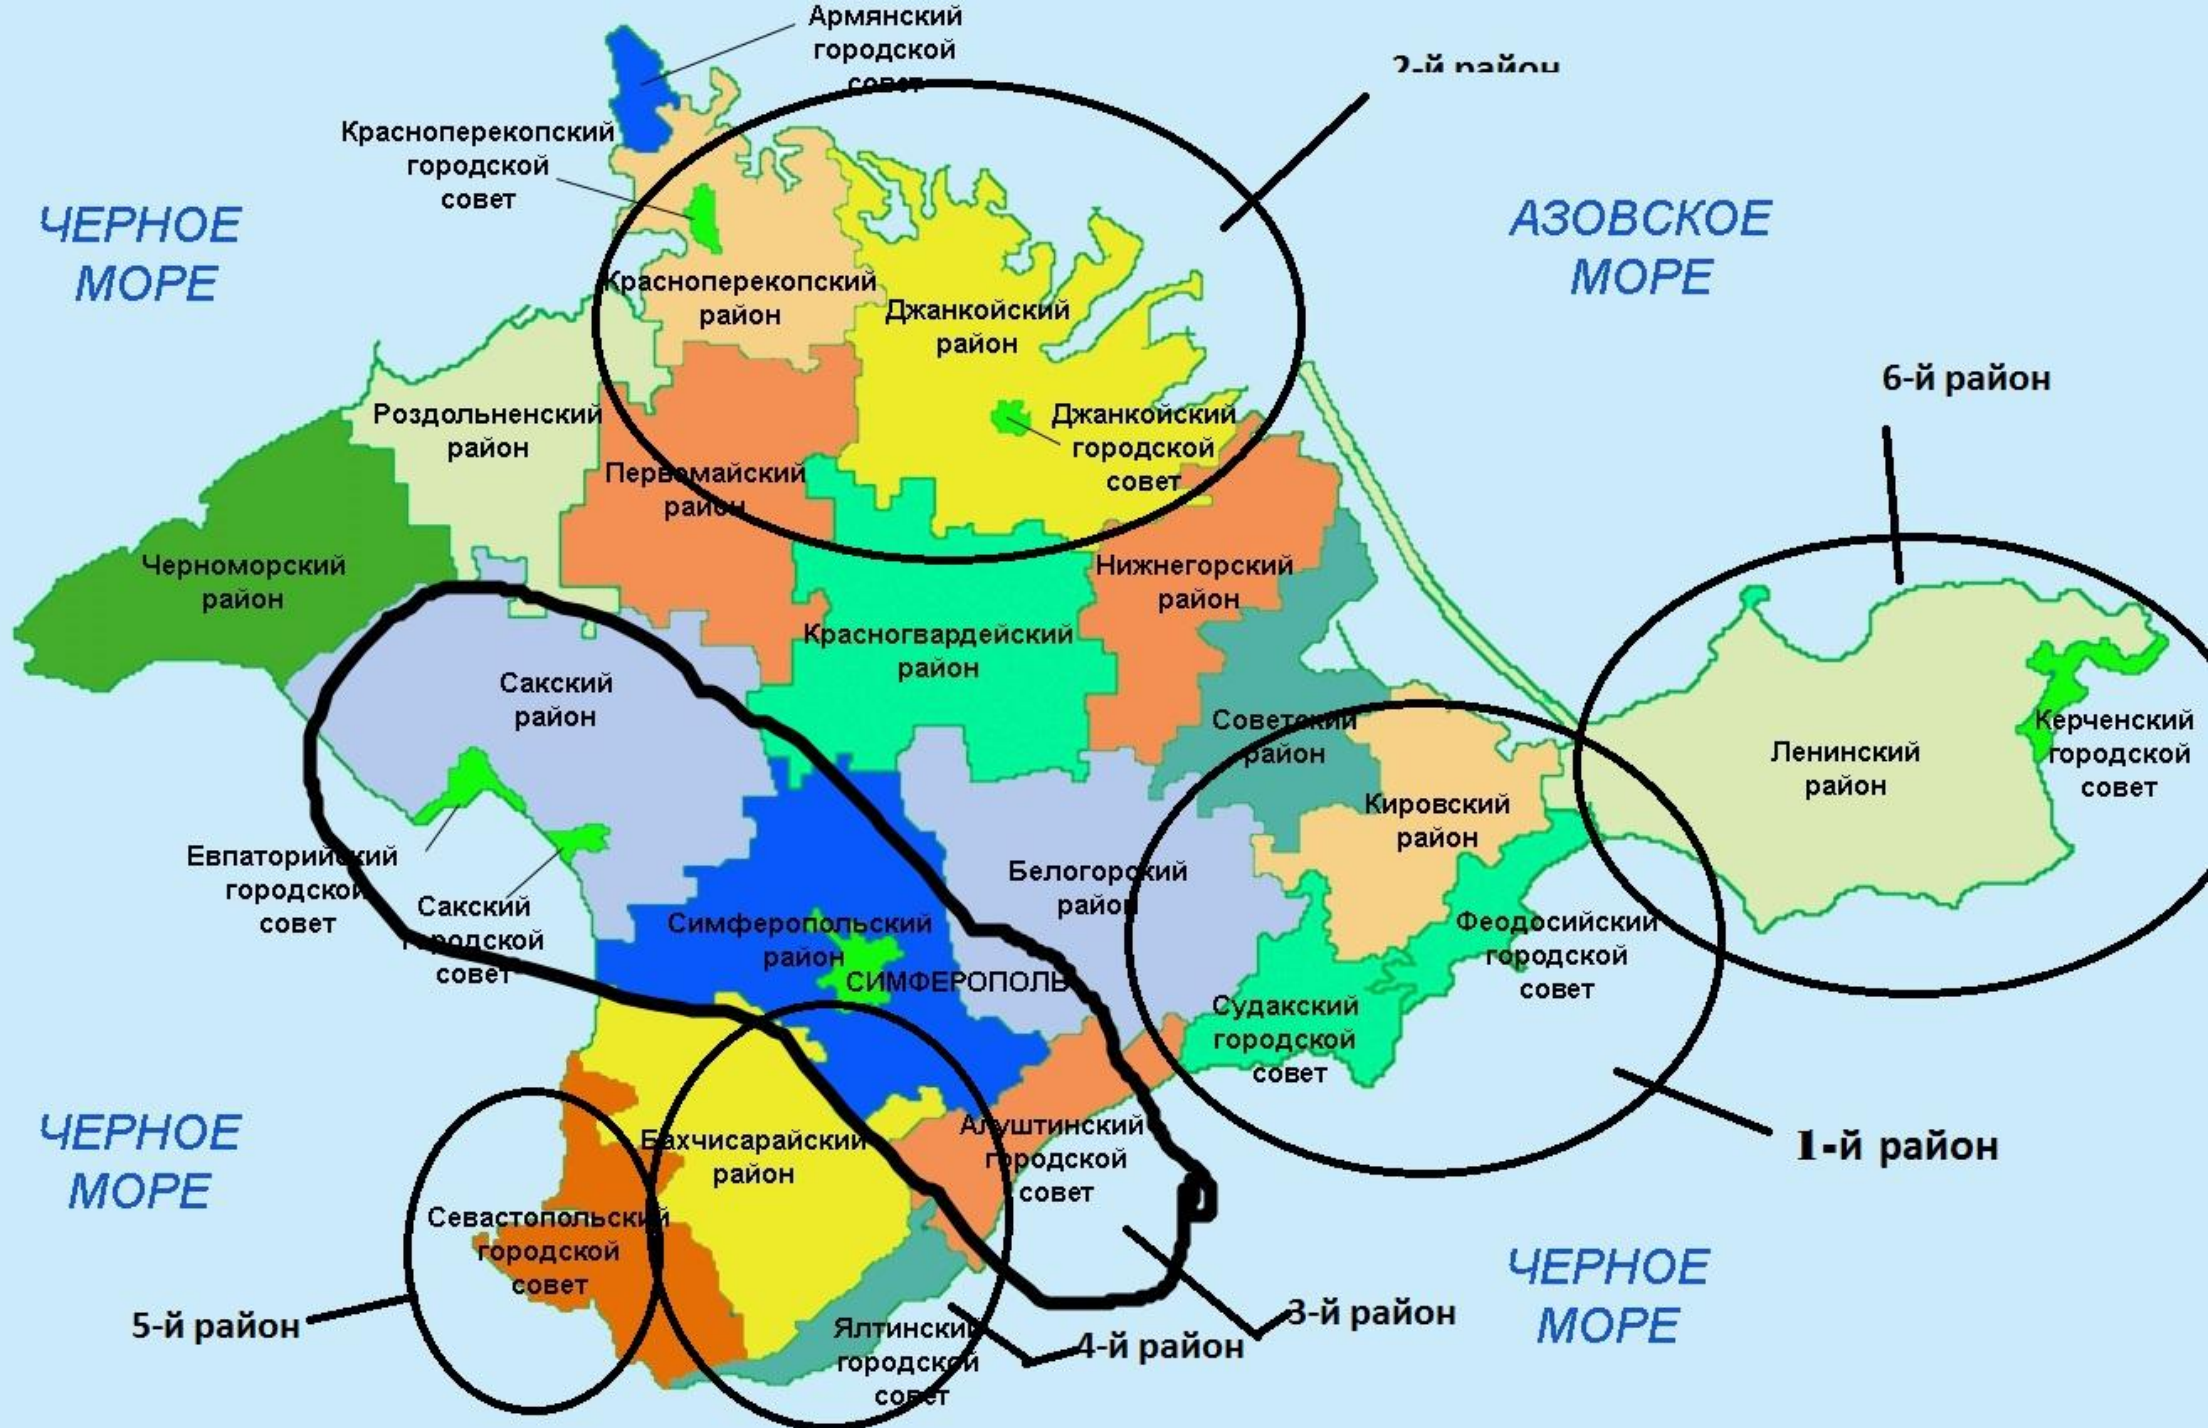 Армянский
городской
совет
2-й район
Красноперекопский
городской
совет
ЧЕРНОЕ
МОРЕ
АЗОВСКОЕ
МОРЕ
Красноперекопский
район
Джанкойский
район
6-й район
Роздольненский
район
Джанкойский
городской
совет
Первомайский
район
Черноморский
район
Нижнегорский
район
Красногвардейский
район
Сакский
район
Советский
район
Керченский
городской
совет
Ленинский
район
Кировский
район
Евпаторийский
городской
совет
Белогорский
район
Сакский
городской
совет
Симферопольский
район
СИМФЕРОПОЛЬ
Феодосийский
городской
совет
Судакский
городской
совет
ЧЕРНОЕ
МОРЕ
Бахчисарайский
район
Алуштинский
городской
совет
1-й район
Севастопольский
городской
совет
ЧЕРНОЕ
МОРЕ
5-й район
3-й район
Ялтинский
городской
совет
4-й район